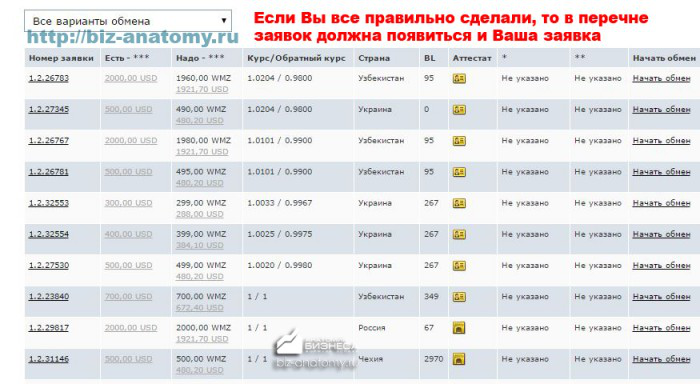 Все варианты обмена
http://biz-anatomy.ru
Если Вы все правильно сделали, то в перечне
заявок должна появиться и Ваша заявка
Номер заявки Есть - *** Надо - *** Курс/Обратный курс Страна BL Аттестат * ** Начать обмен
1.2.26783 2000,00 USD 1960,00 WMZ 1.0204 / 0.9800 Узбекистан 95 Не указано Не указано Начать обмен
1921,70 USD
1.2.27345 500,00 USD 490,00 WMZ 1.0204 / 0.9800 Украина 0 Не указано Не указано Начать обмен
480,20 USD
1.2.26767 2000,00 USD 1980,00 WMZ 1.0101 / 0.9900 Узбекистан 95 Не указано Не указано Начать обмен
1921,70 USD
1.2.26781 500,00 USD 495,00 WMZ 1.0101 / 0.9900 Узбекистан 95 Не указано Не указано Начать обмен
480,20 USD
1.2.32553 300,00 USD 299,00 WMZ 1.0033 / 0.9967 Украина 267 Не указано Не указано Начать обмен
288,00 USD
1.2.32554 400,00 USD 399,00 WMZ 1.0025 / 0.9975 Украина 267 Не указано Не указано Начать обмен
384,10 USD
1.2.27530 500,00 USD 499,00 WMZ 1.0020 / 0.9980 Украина 267 Не указано Не указано Начать обмен
480,20 USD
1.2.23840 700,00 USD 700,00 WMZ 1 / 1 Узбекистан 349 Не указано Не указано Начать обмен
672,40 USD
1.2.29817 2000,00 USD 2000,00 WMZ 1 / 1 Россия 67 Не указано Не указано Начать обмен
1921,70 USD
БИЗНЕСА
1.2.31146 500,00 USD 500,00 WMZ 1 / 1 Чехия 2970 Не указано Не указано Начать обмен
480,20 USD
biz-anatomy.ru